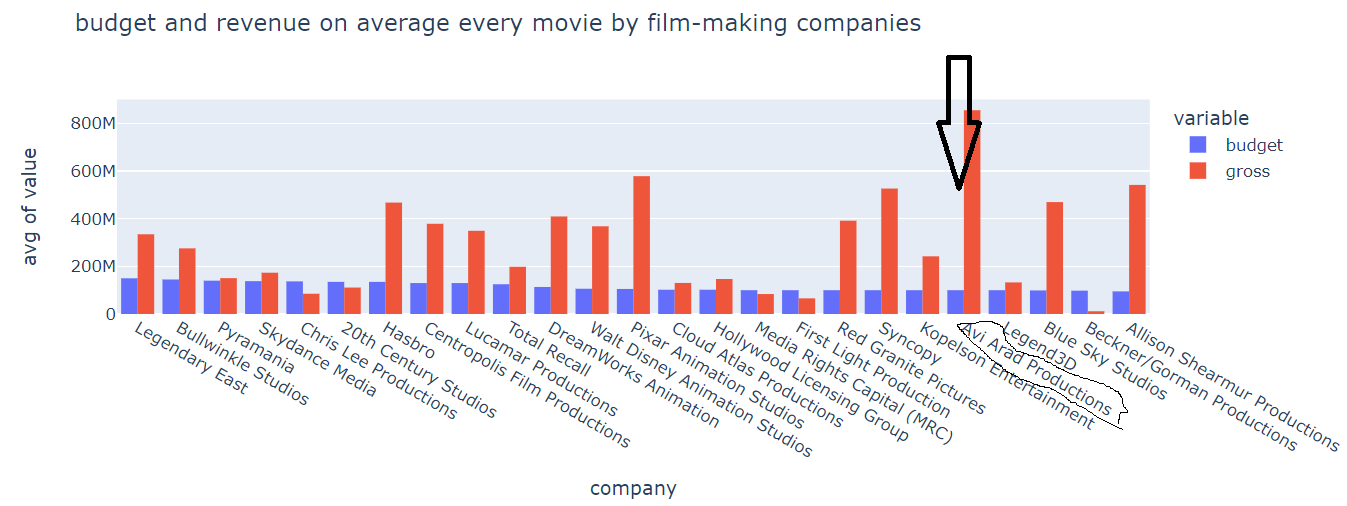 budget and revenue on average every movie by film-making companies
variable
budget
gross
avg of value
800M
600M
400M
200M
0
Legendary East
Bullwinkle Studios
Pyramania
Skydance Media
Chris Lee Productions
20th Century Studios
Hasbro
Centropolis Film Productions
Lucamar Productions
Total Recall
DreamWorks Animation
Walt Disney Animation Studios
Pixar Animation Studios
Cloud Atlas Productions
Hollywood Licensing Group
Media Rights Capital (MRC)
First Light Production
Red Granite Pictures
Syncopy
Kopelson Entertainment
Avi Arad Productions
Legend3D
Blue Sky Studios
Beckner/Gorman Productions
Allison Shearmur Productions
company